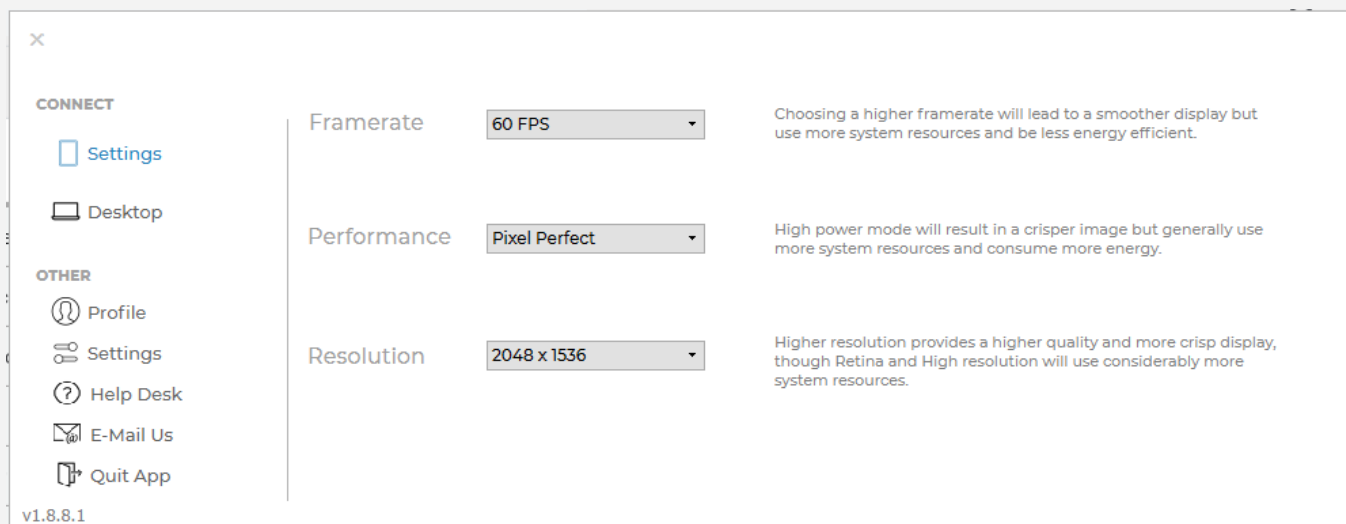 CONNECT
Settings
Desktop
OTHER
Profile
Settings
Help Desk
E-Mail Us
Quit App
v1.8.8.1
Framerate
60 FPS
Choosing a higher framerate will lead to a smoother display but
use more system resources and be less energy efficient.
Performance
Pixel Perfect
High power mode will result in a crisper image but generally use
more system resources and consume more energy.
Resolution
2048 x 1536
Higher resolution provides a higher quality and more crisp display,
though Retina and High resolution will use considerably more
system resources.